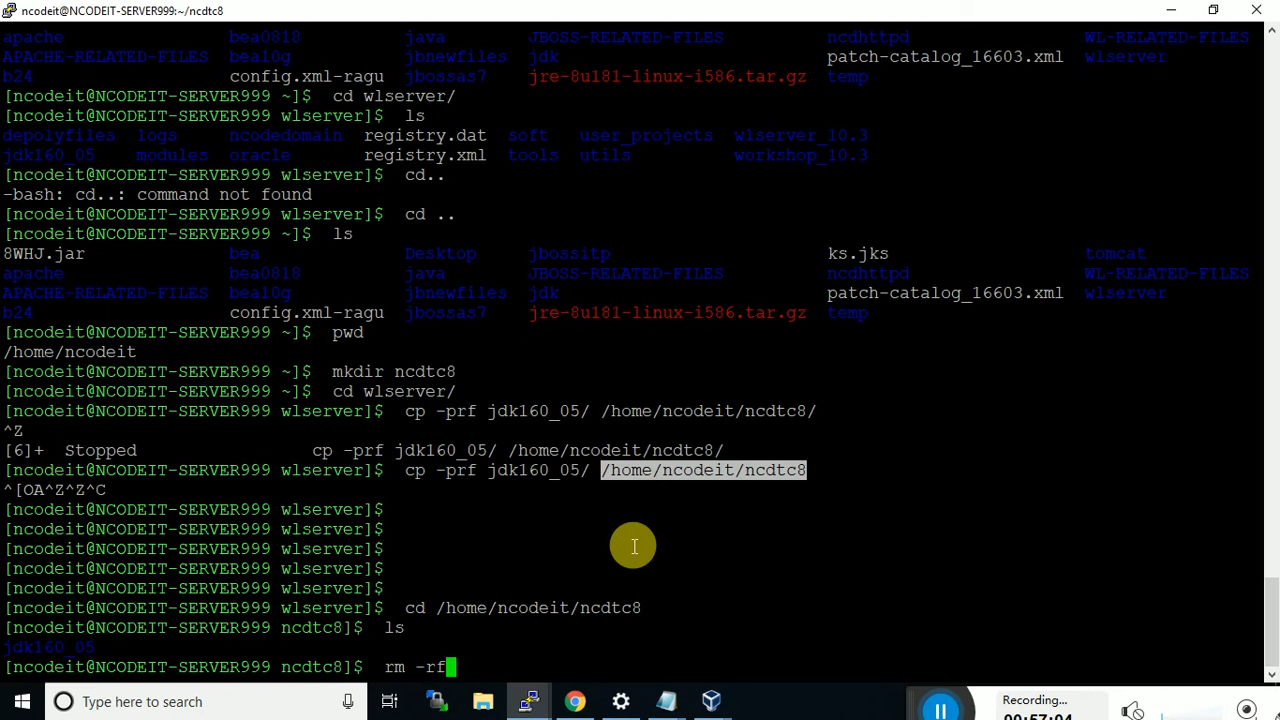 ncodeit@NCODEIT-SERVER999:~/ncdtc8
apache bea0818 java JBOSS-RELATED-FILES ncdhttpd WL-RELATED-FILES
APACHE-RELATED-FILES bea10g jbnewfiles jdk patch-catalog_16603.xml wlserver
b24 config.xml-ragu jbossas7 jre-8u181-linux-i586.tar.gz temp
[ncodeit@NCODEIT-SERVER999 ~]$ cd wlserver/
[ncodeit@NCODEIT-SERVER999 wlserver]$ ls
depolyfiles logs ncodedomain registry.dat soft user_projects wlserver_10.3
jdk160_05 modules oracle registry.xml tools utils workshop_10.3
[ncodeit@NCODEIT-SERVER999 wlserver]$ cd..
-bash: cd..: command not found
[ncodeit@NCODEIT-SERVER999 wlserver]$ cd ..
[ncodeit@NCODEIT-SERVER999 ~]$ ls
8WHJ.jar bea Desktop jbossitp ks.jks tomcat
apache bea0818 java JBOSS-RELATED-FILES ncdhttpd WL-RELATED-FILES
APACHE-RELATED-FILES bea10g jbnewfiles jdk patch-catalog_16603.xml wlserver
b24 config.xml-ragu jbossas7 jre-8u181-linux-i586.tar.gz temp
[ncodeit@NCODEIT-SERVER999 ~]$ pwd
/home/ncodeit
[ncodeit@NCODEIT-SERVER999 ~]$ mkdir ncdtc8
[ncodeit@NCODEIT-SERVER999 ~]$ cd wlserver/
[ncodeit@NCODEIT-SERVER999 wlserver]$ cp -prf jdk160_05/ /home/ncodeit/ncdtc8/
^Z
[6]+ Stopped cp -prf jdk160_05/ /home/ncodeit/ncdtc8/
[ncodeit@NCODEIT-SERVER999 wlserver]$ cp -prf jdk160_05/ /home/ncodeit/ncdtc8
^[OA^Z^Z^C
[ncodeit@NCODEIT-SERVER999 wlserver]$
[ncodeit@NCODEIT-SERVER999 wlserver]$
[ncodeit@NCODEIT-SERVER999 wlserver]$
[ncodeit@NCODEIT-SERVER999 wlserver]$
[ncodeit@NCODEIT-SERVER999 wlserver]$
[ncodeit@NCODEIT-SERVER999 wlserver]$ cd /home/ncodeit/ncdtc8
[ncodeit@NCODEIT-SERVER999 ncdtc8]$ ls
jdk160_05
[ncodeit@NCODEIT-SERVER999 ncdtc8]$ rm -rf
Type here to search
Recording...
00:57:04